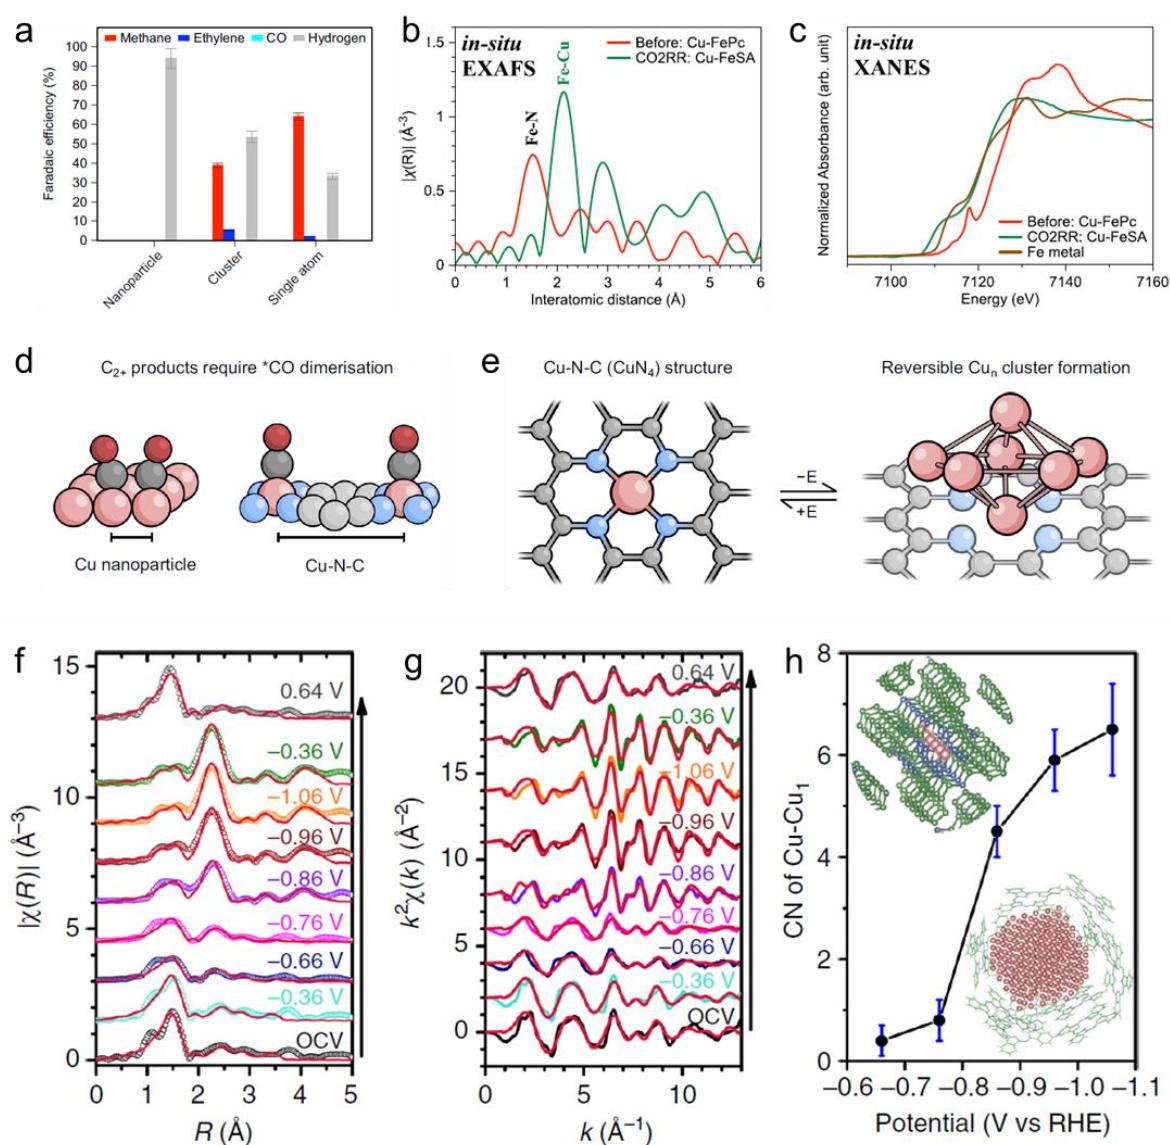 a
Methane Ethylene CO Hydrogen
Faradaic efficiency (%)
100
90
80
70
60
50
40
30
20
10
0
Nanoparticle
Cluster
Single atom
b
in-situ
EXAFS
Before: Cu-FePc
CO2RR: Cu-FeSA
Fe-N
Fe-Cu
|χ(R)| (Å⁻³)
1.5
1
0.5
0
0 1 2 3 4 5 6
Interatomic distance (Å)
c
in-situ
XANES
Normalized Absorbance (arb. unit)
Before: Cu-FePc
CO2RR: Cu-FeSA
Fe metal
7100 7120 7140 7160
Energy (eV)
d
C₂₊ products require *CO dimerisation
Cu nanoparticle
Cu-N-C
e
Cu-N-C (CuN₄) structure
Reversible Cuₙ cluster formation
−E
+E
f
|χ(R)| (Å⁻³)
15
10
5
0
0.64 V
−0.36 V
−1.06 V
−0.96 V
−0.86 V
−0.76 V
−0.66 V
−0.36 V
OCV
0 1 2 3 4 5
R (Å)
g
k²χ(k) (Å⁻²)
20
15
10
5
0
0.64 V
−0.36 V
−1.06 V
−0.96 V
−0.86 V
−0.76 V
−0.66 V
−0.36 V
OCV
0 5 10
k (Å⁻¹)
h
CN of Cu-Cu₁
8
6
4
2
0
−0.6 −0.7 −0.8 −0.9 −1.0 −1.1
Potential (V vs RHE)